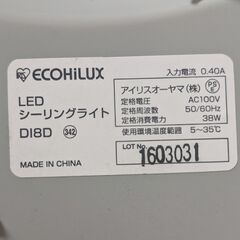 ECOHiLUX
入力電流 0.40A
LED
シーリングライト
DI8D 342
アイリスオーヤマ(株) PSE
定格電圧 AC100V
定格周波数 50/60Hz
定格消費電力 38W
使用環境温度範囲 5~35℃
MADE IN CHINA
LOT No. 1603031